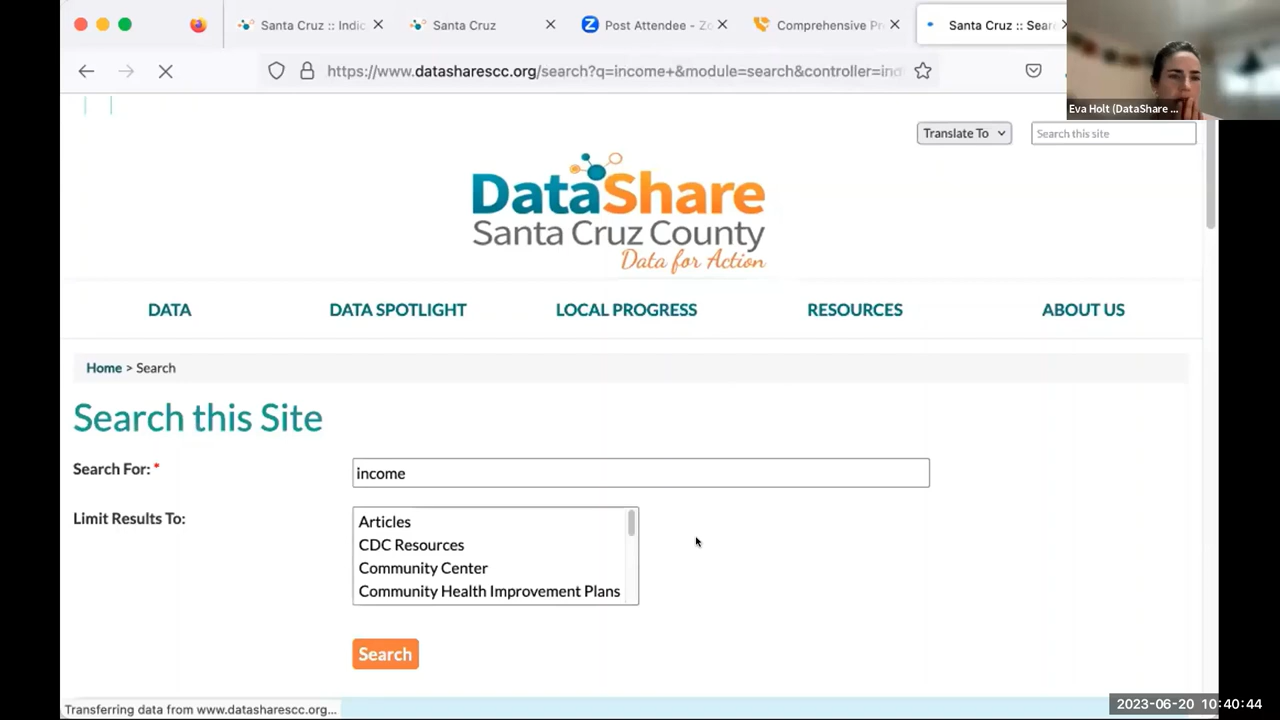 Santa Cruz :: Indic
Santa Cruz
Post Attendee - Zo
Comprehensive Pr
Santa Cruz :: Sear
https://www.datasharescc.org/search?q=income+&module=search&controller=ind
Eva Holt (DataShare ...
Translate To
Search this site
DataShare
Santa Cruz County
Data for Action
DATA
DATA SPOTLIGHT
LOCAL PROGRESS
RESOURCES
ABOUT US
Home > Search
Search this Site
Search For: *
income
Limit Results To:
Articles
CDC Resources
Community Center
Community Health Improvement Plans
Search
Transferring data from www.datasharescc.org...
2023-06-20 10:40:44